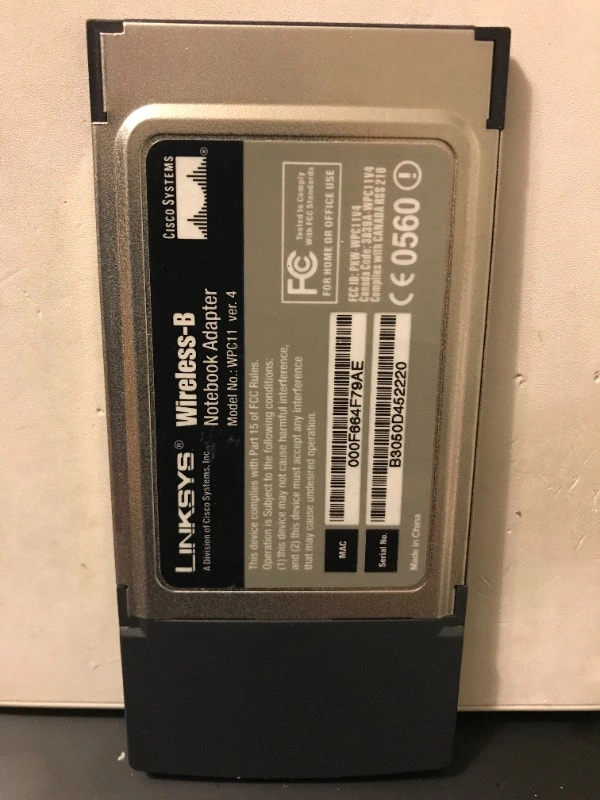 LINKSYS® Wireless-B
A Division of Cisco Systems, Inc.
Notebook Adapter
Model No.: WPC11 ver. 4
CISCO SYSTEMS
®
This device complies with Part 15 of FCC Rules.
Operation is Subject to the following conditions:
(1) this device may not cause harmful interference,
and (2) this device must accept any interference
that may cause undesired operation.
FC
Tested to Comply
With FCC Standards
FOR HOME OR OFFICE USE
MAC
000F664F79AE
FCC ID: PKW-WPC11V4
Canada Code: 3839A-WPC11V4
Complies with CANADA RSS 210
Serial No.
B3050D452220
CE 0560
Made in China